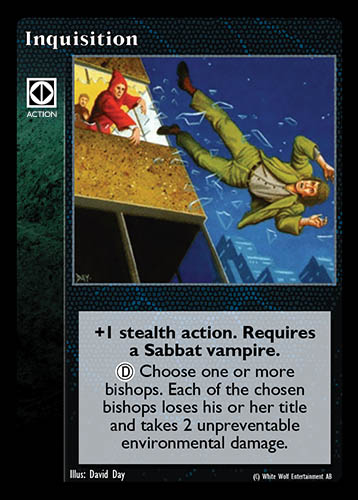 Inquisition
ACTION
DAY.
+1 stealth action. Requires
a Sabbat vampire.
Ⓓ Choose one or more
bishops. Each of the chosen
bishops loses his or her title
and takes 2 unpreventable
environmental damage.
Illus: David Day
(C) White Wolf Entertainment AB